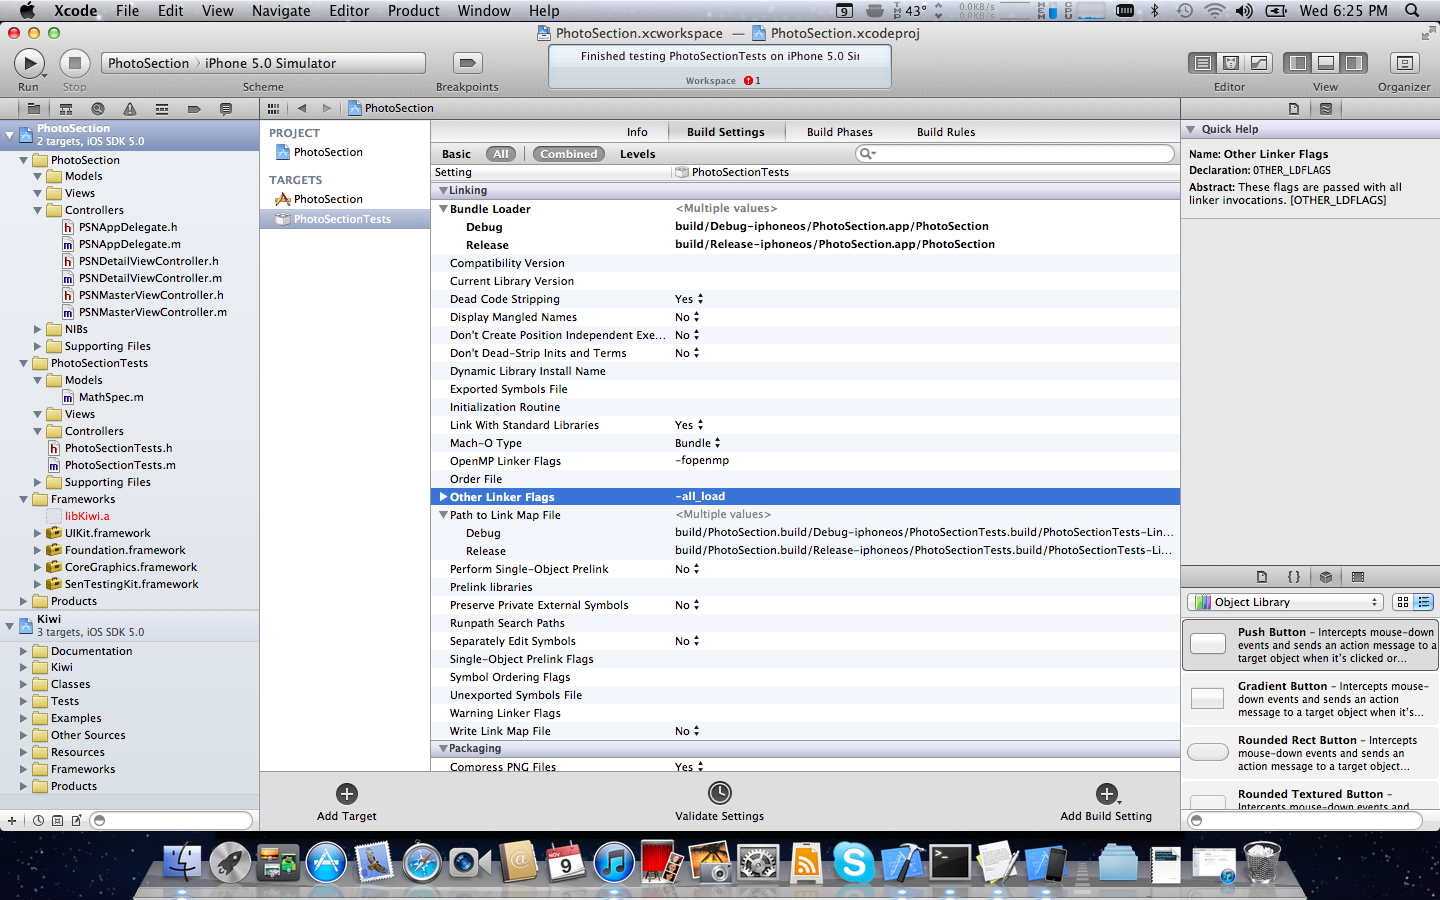 Xcode File Edit View Navigate Editor Product Window Help
9 43° 0.0KB/s 0.0KB/s Wed 6:25 PM
PhotoSection.xcworkspace — PhotoSection.xcodeproj
PhotoSection › iPhone 5.0 Simulator
Finished testing PhotoSectionTests on iPhone 5.0 Si
Workspace 1
Run Stop Scheme Breakpoints Editor View Organizer
PhotoSection
2 targets, iOS SDK 5.0
PhotoSection
Models
Views
Controllers
PSNAppDelegate.h
PSNAppDelegate.m
PSNDetailViewController.h
PSNDetailViewController.m
PSNMasterViewController.h
PSNMasterViewController.m
NIBs
Supporting Files
PhotoSectionTests
Models
MathSpec.m
Views
Controllers
PhotoSectionTests.h
PhotoSectionTests.m
Supporting Files
Frameworks
libKiwi.a
UIKit.framework
Foundation.framework
CoreGraphics.framework
SenTestingKit.framework
Products
Kiwi
3 targets, iOS SDK 5.0
Documentation
Kiwi
Classes
Tests
Examples
Other Sources
Resources
Frameworks
Products
PhotoSection
PROJECT
PhotoSection
TARGETS
PhotoSection
PhotoSectionTests
Add Target
Info Build Settings Build Phases Build Rules
Basic All Combined Levels
Setting PhotoSectionTests
Linking
Bundle Loader <Multiple values>
Debug build/Debug-iphoneos/PhotoSection.app/PhotoSection
Release build/Release-iphoneos/PhotoSection.app/PhotoSection
Compatibility Version
Current Library Version
Dead Code Stripping Yes
Display Mangled Names No
Don't Create Position Independent Exe... No
Don't Dead-Strip Inits and Terms No
Dynamic Library Install Name
Exported Symbols File
Initialization Routine
Link With Standard Libraries Yes
Mach-O Type Bundle
OpenMP Linker Flags -fopenmp
Order File
Other Linker Flags -all_load
Path to Link Map File <Multiple values>
Debug build/PhotoSection.build/Debug-iphoneos/PhotoSectionTests.build/PhotoSectionTests-Lin...
Release build/PhotoSection.build/Release-iphoneos/PhotoSectionTests.build/PhotoSectionTests-Li...
Perform Single-Object Prelink No
Prelink libraries
Preserve Private External Symbols No
Runpath Search Paths
Separately Edit Symbols No
Single-Object Prelink Flags
Symbol Ordering Flags
Unexported Symbols File
Warning Linker Flags
Write Link Map File No
Packaging
Compress PNG Files Yes
Validate Settings
Add Build Setting
Quick Help
Name: Other Linker Flags
Declaration: OTHER_LDFLAGS
Abstract: These flags are passed with all
linker invocations. [OTHER_LDFLAGS]
Object Library
Push Button - Intercepts mouse-down
events and sends an action message to a
target object when it's clicked or...
Gradient Button - Intercepts mouse-
down events and sends an action
message to a target object when it's...
Rounded Rect Button - Intercepts
mouse-down events and sends an
action message to a target object...
Rounded Textured Button -
Intercepts mouse-down events and
NOV
9